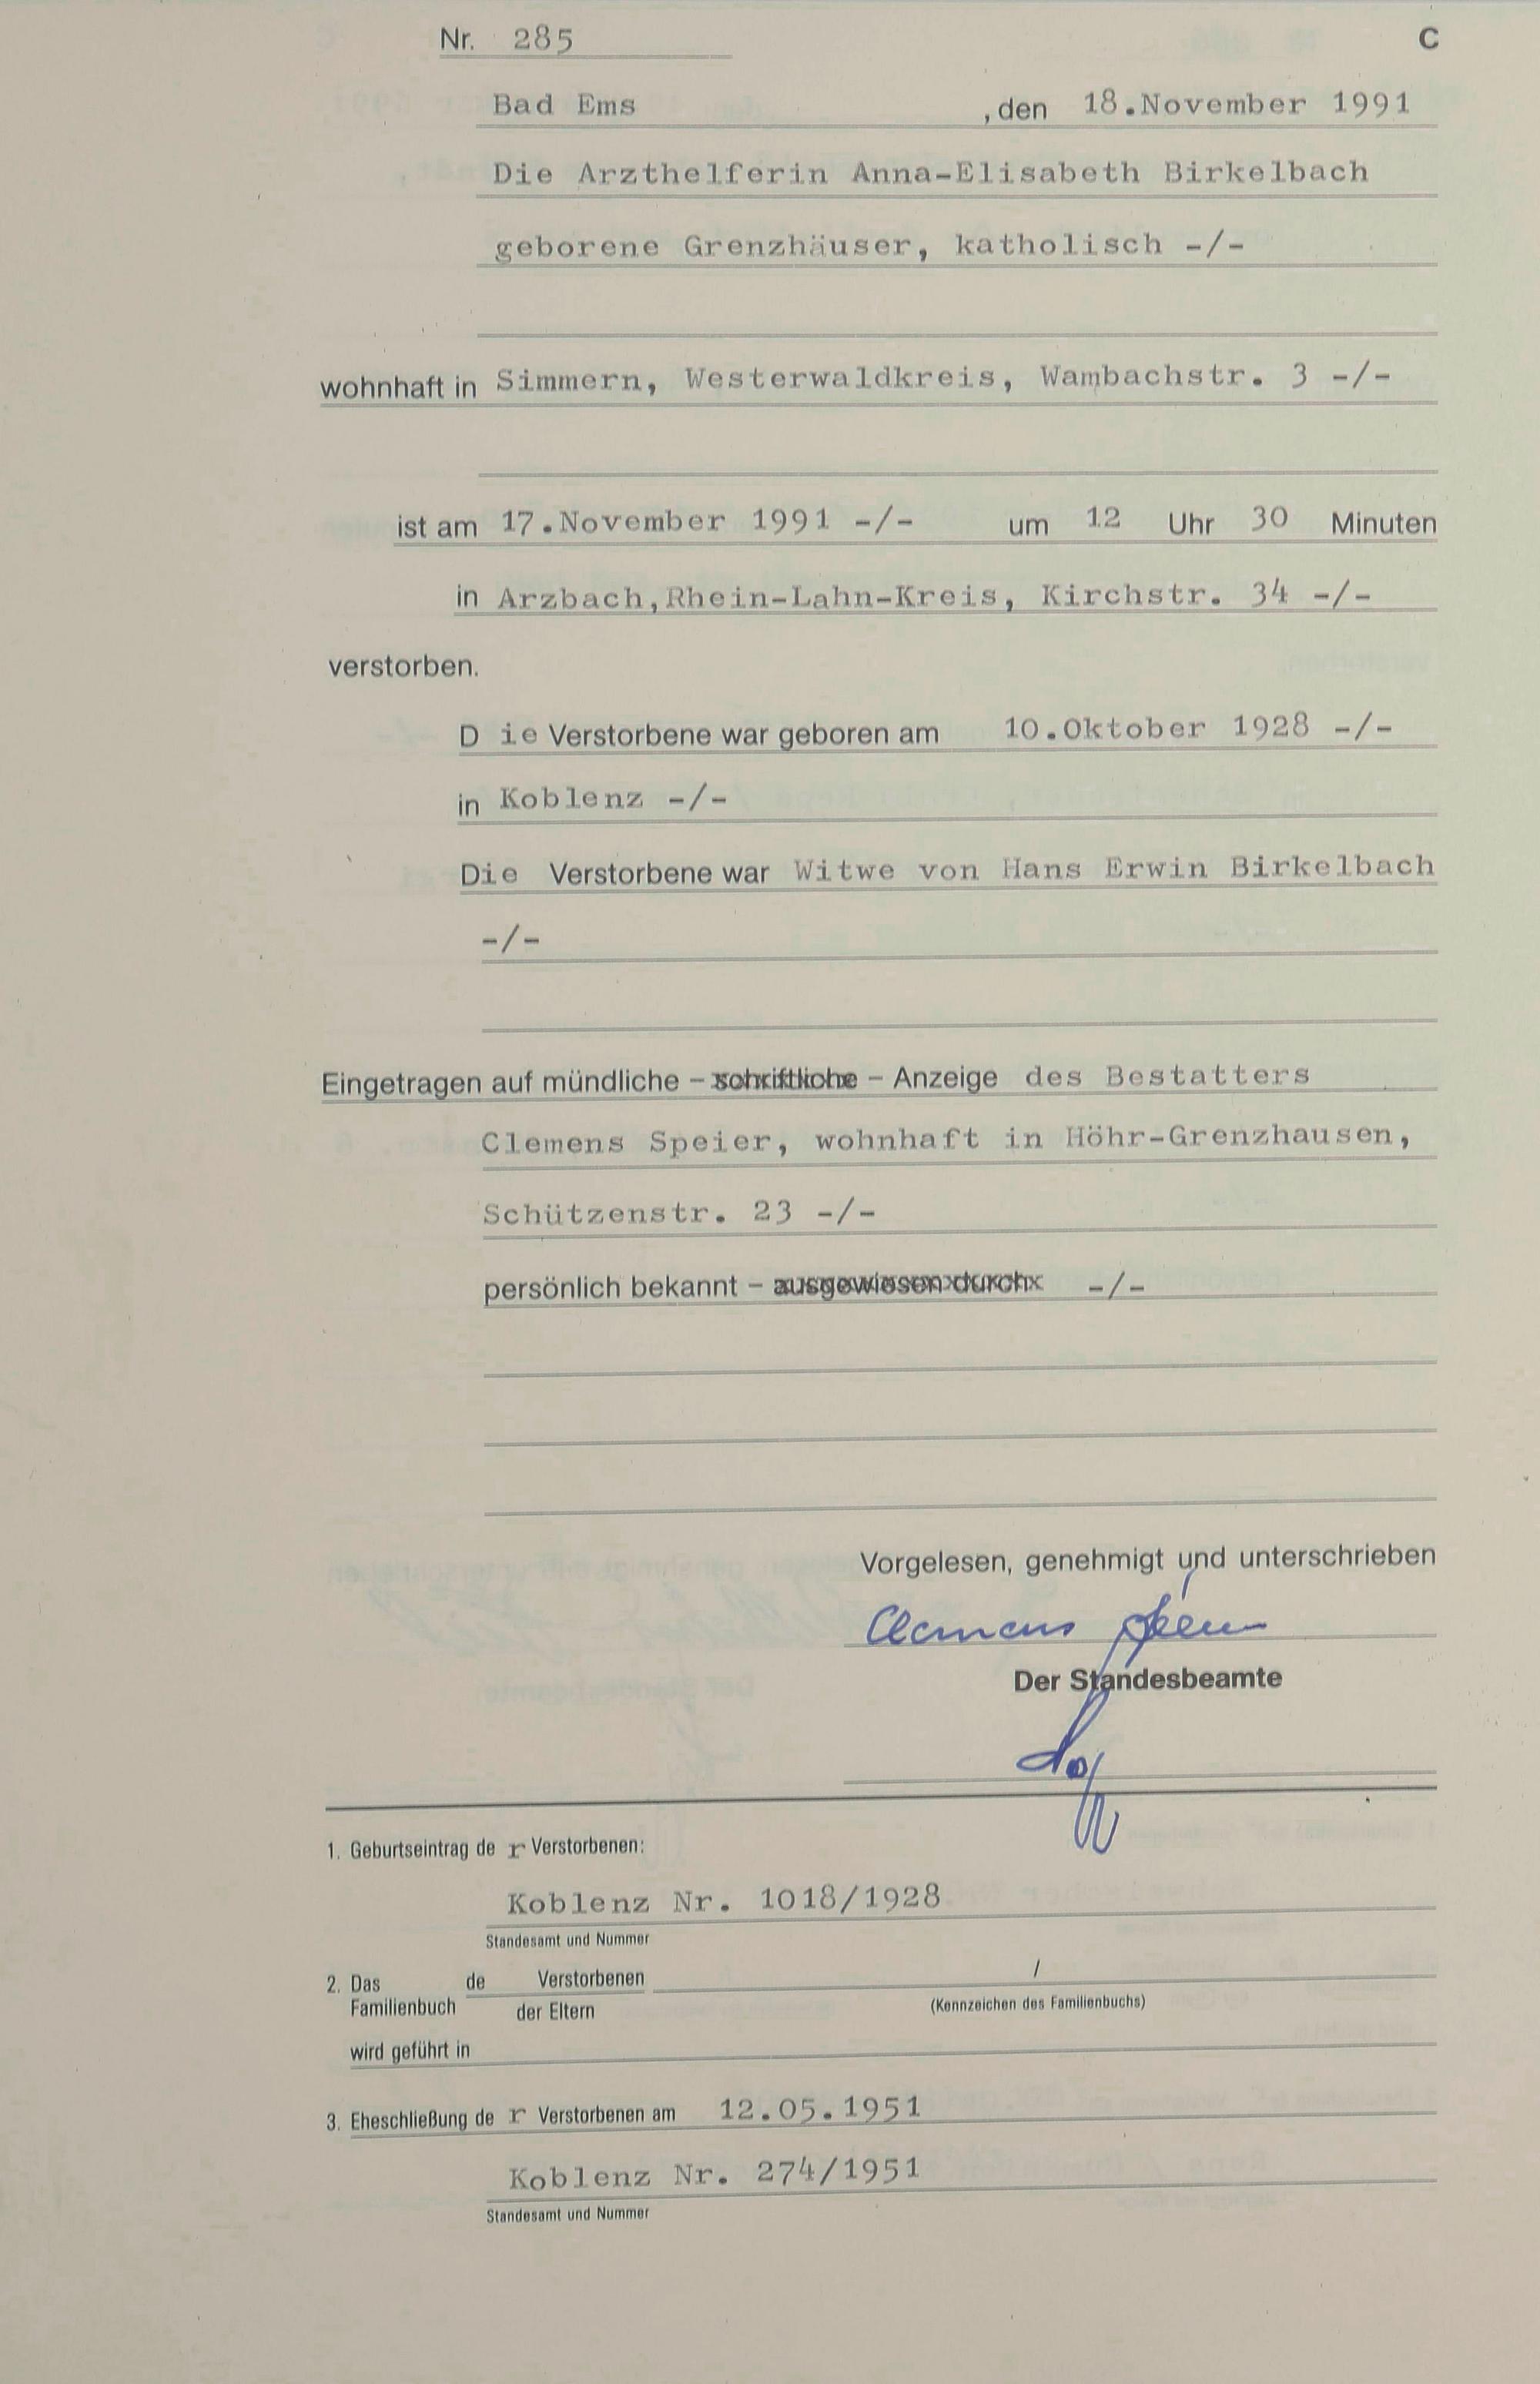 Nr. 285 C
Bad Ems , den 18.November 1991
Die Arzthelferin Anna-Elisabeth Birkelbach
geborene Grenzhäuser, katholisch -/-
wohnhaft in Simmern, Westerwaldkreis, Wambachstr. 3 -/-
ist am 17.November 1991 -/- um 12 Uhr 30 Minuten
in Arzbach,Rhein-Lahn-Kreis, Kirchstr. 34 -/-
verstorben.
D ie Verstorbene war geboren am 10.Oktober 1928 -/-
in Koblenz -/-
Die Verstorbene war Witwe von Hans Erwin Birkelbach
-/-
Eingetragen auf mündliche – schriftliche – Anzeige des Bestatters
Clemens Speier, wohnhaft in Höhr-Grenzhausen,
Schützenstr. 23 -/-
persönlich bekannt – ausgewiesen durch -/-
Vorgelesen, genehmigt und unterschrieben
Clemens Speier
Der Standesbeamte
1. Geburtseintrag de r Verstorbenen:
Koblenz Nr. 1018/1928
Standesamt und Nummer
2. Das de Verstorbenen /
Familienbuch der Eltern (Kennzeichen des Familienbuchs)
wird geführt in
3. Eheschließung de r Verstorbenen am 12.05.1951
Koblenz Nr. 274/1951
Standesamt und Nummer